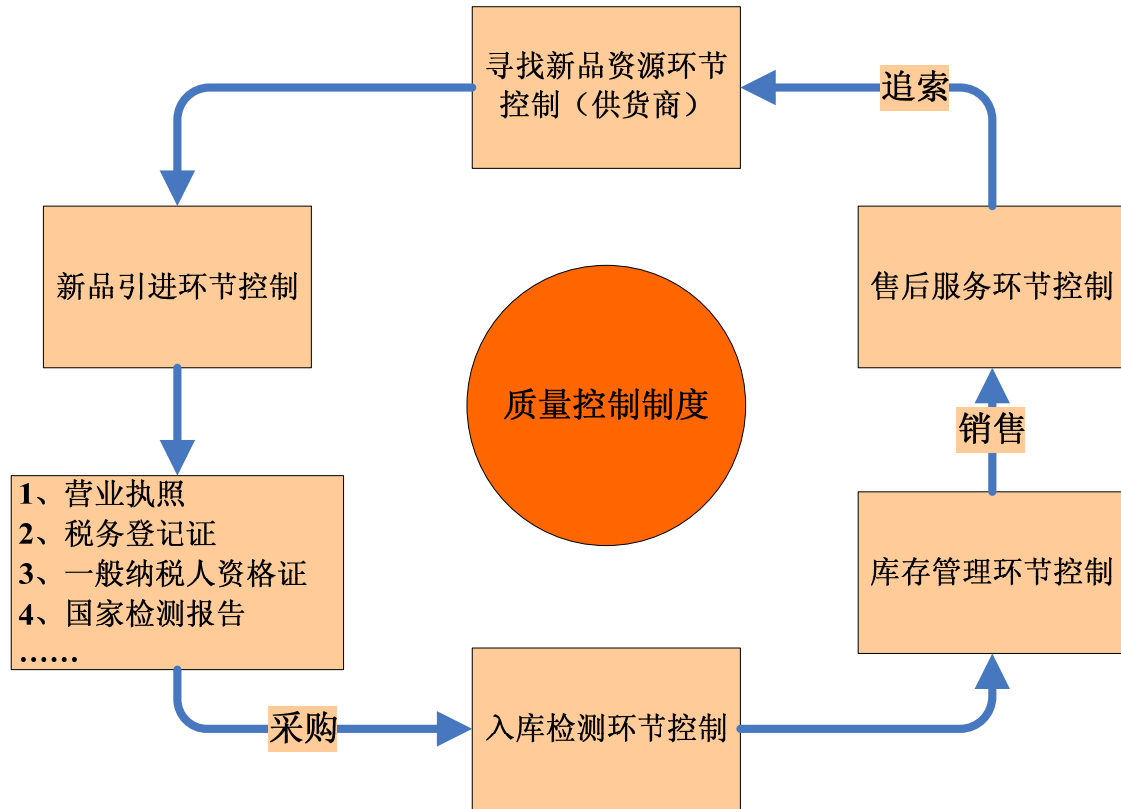 寻找新品资源环节
控制（供货商）
追索
新品引进环节控制
售后服务环节控制
质量控制制度
销售
1、营业执照
2、税务登记证
3、一般纳税人资格证
4、国家检测报告
……
库存管理环节控制
采购
入库检测环节控制